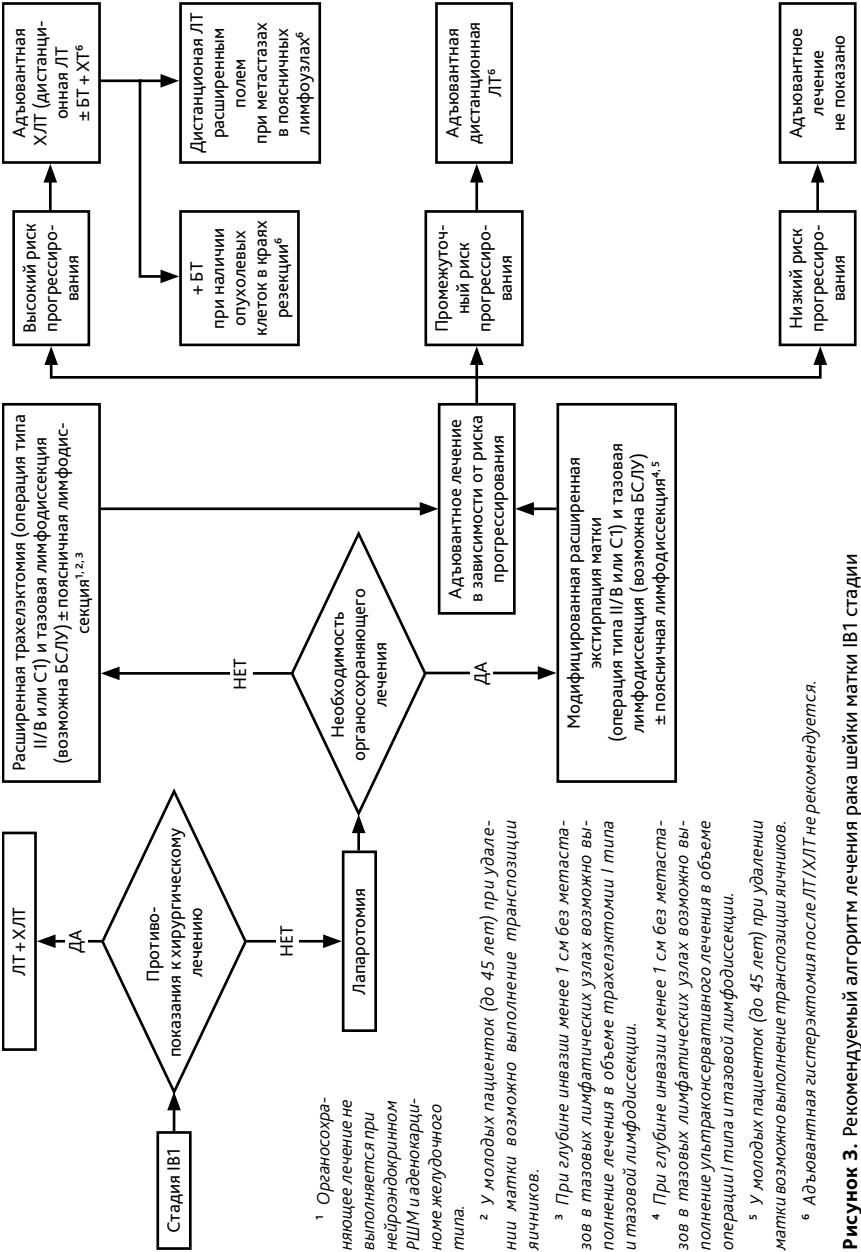 Стадия IB1
Противо-
показания к хирургическому
лечению
ДА
ЛТ + ХЛТ
НЕТ
Лапаротомия
Необходимость
органосохраняющего
лечения
НЕТ
Расширенная трахелэктомия (операция типа
II/В или С1) и тазовая лимфодиссекция
(возможна БСЛУ) ± поясничная лимфодис-
секция1, 2, 3
ДА
Модифицированная расширенная
экстирпация матки
(операция типа II/В или С1) и тазовая
лимфодиссекция (возможна БСЛУ)
± поясничная лимфодиссекция4, 5
Адъювантное лечение
в зависимости от риска
прогрессирования
Высокий риск
прогрессиро-
вания
Адъювантная
ХЛТ (дистанци-
онная ЛТ
± БТ + ХТ6
+ БТ
при наличии
опухолевых
клеток в краях
резекции6
Дистанционая ЛТ
расширенным
полем
при метастазах
в поясничных
лимфоузлах6
Промежуточ-
ный риск
прогрессиро-
вания
Адъювантная
дистанционная
ЛТ6
Низкий риск
прогрессиро-
вания
Адъювантное
лечение
не показано
1 Органосохра-
няющее лечение не
выполняется при
нейроэндокринном
РШМ и аденокарци-
номе желудочного
типа.
2 У молодых пациенток (до 45 лет) при удале-
нии матки возможно выполнение транспозиции
яичников.
3 При глубине инвазии менее 1 см без метаста-
зов в тазовых лимфатических узлах возможно вы-
полнение лечения в объеме трахелэктомии I типа
и тазовой лимфодиссекции.
4 При глубине инвазии менее 1 см без метаста-
зов в тазовых лимфатических узлах возможно вы-
полнение ультраконсервативного лечения в объеме
операции I типа и тазовой лимфодиссекции.
5 У молодых пациенток (до 45 лет) при удалении
матки возможно выполнение транспозиции яичников.
6 Адъювантная гистерэктомия после ЛТ/ХЛТ не рекомендуется.
Рисунок 3. Рекомендуемый алгоритм лечения рака шейки матки IB1 стадии